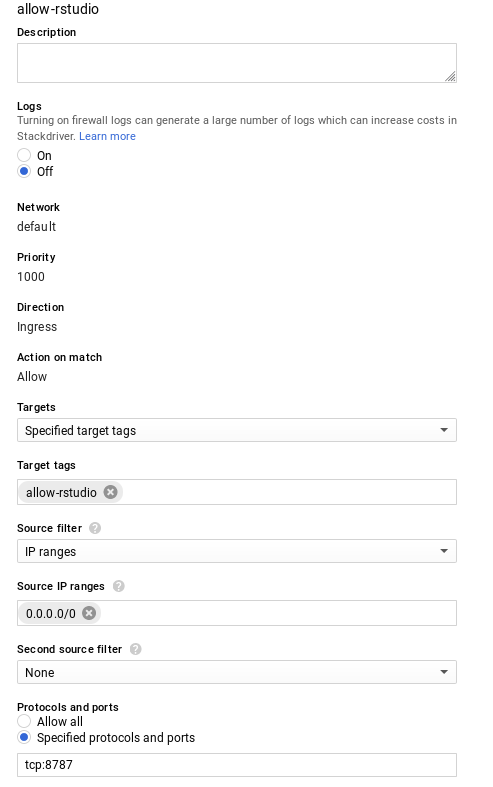 allow-rstudio
Description
Logs
Turning on firewall logs can generate a large number of logs which can increase costs in
Stackdriver. Learn more
On
Off
Network
default
Priority
1000
Direction
Ingress
Action on match
Allow
Targets
Specified target tags
Target tags
allow-rstudio
Source filter
IP ranges
Source IP ranges
0.0.0.0/0
Second source filter
None
Protocols and ports
Allow all
Specified protocols and ports
tcp:8787